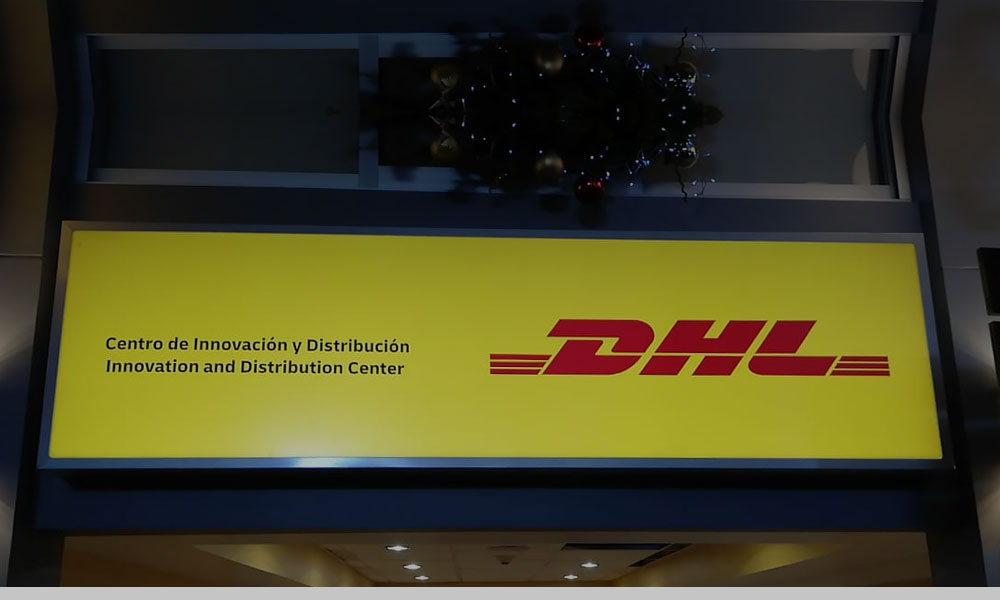 Centro de Innovación y Distribución
Innovation and Distribution Center
DHL